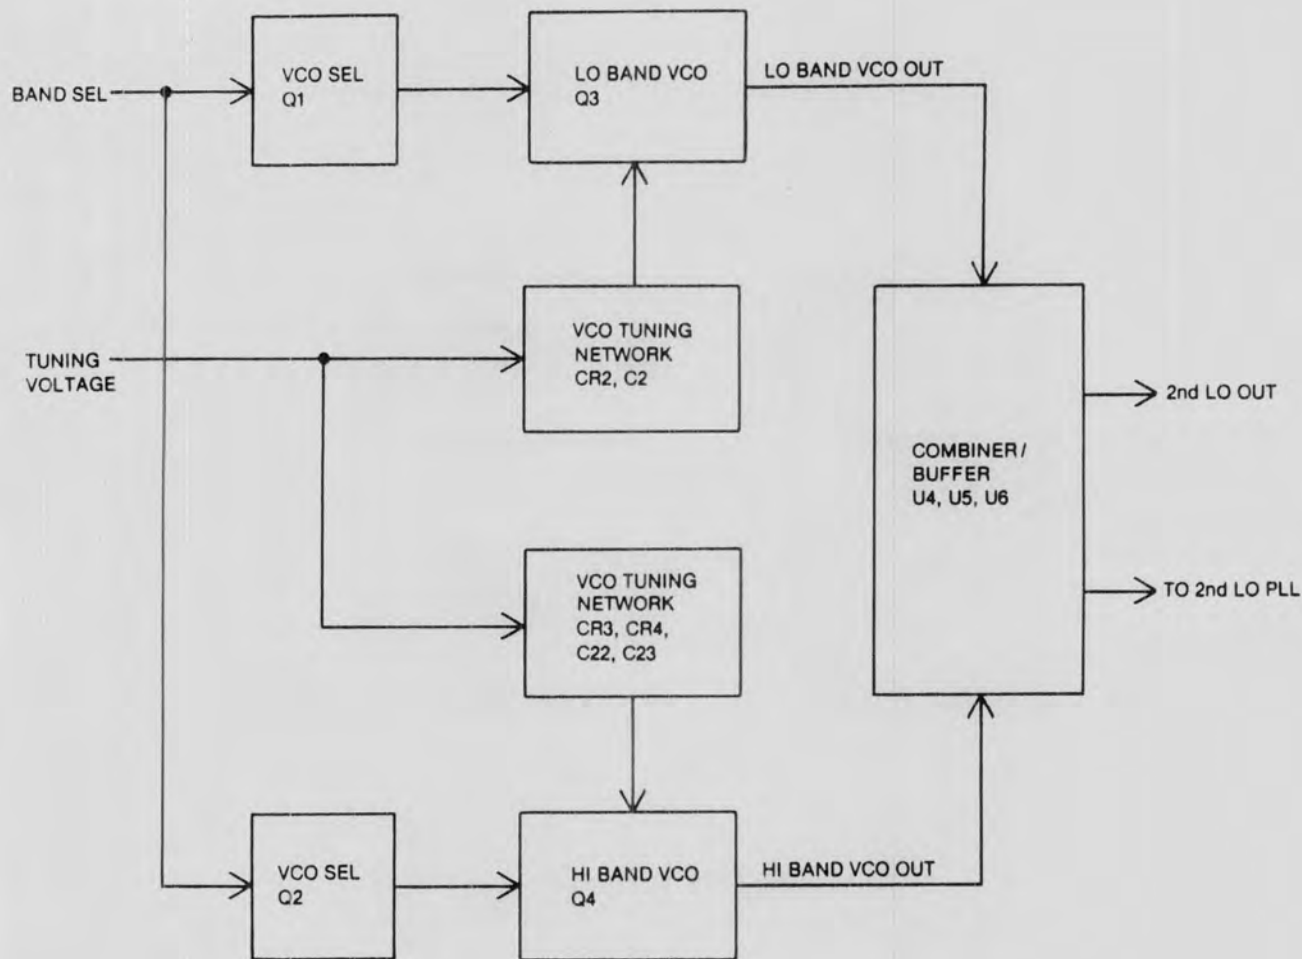 BAND SEL
VCO SEL
Q1
LO BAND VCO
Q3
LO BAND VCO OUT
TUNING
VOLTAGE
VCO TUNING
NETWORK
CR2, C2
COMBINER/
BUFFER
U4, U5, U6
2nd LO OUT
TO 2nd LO PLL
VCO TUNING
NETWORK
CR3, CR4,
C22, C23
VCO SEL
Q2
HI BAND VCO
Q4
HI BAND VCO OUT